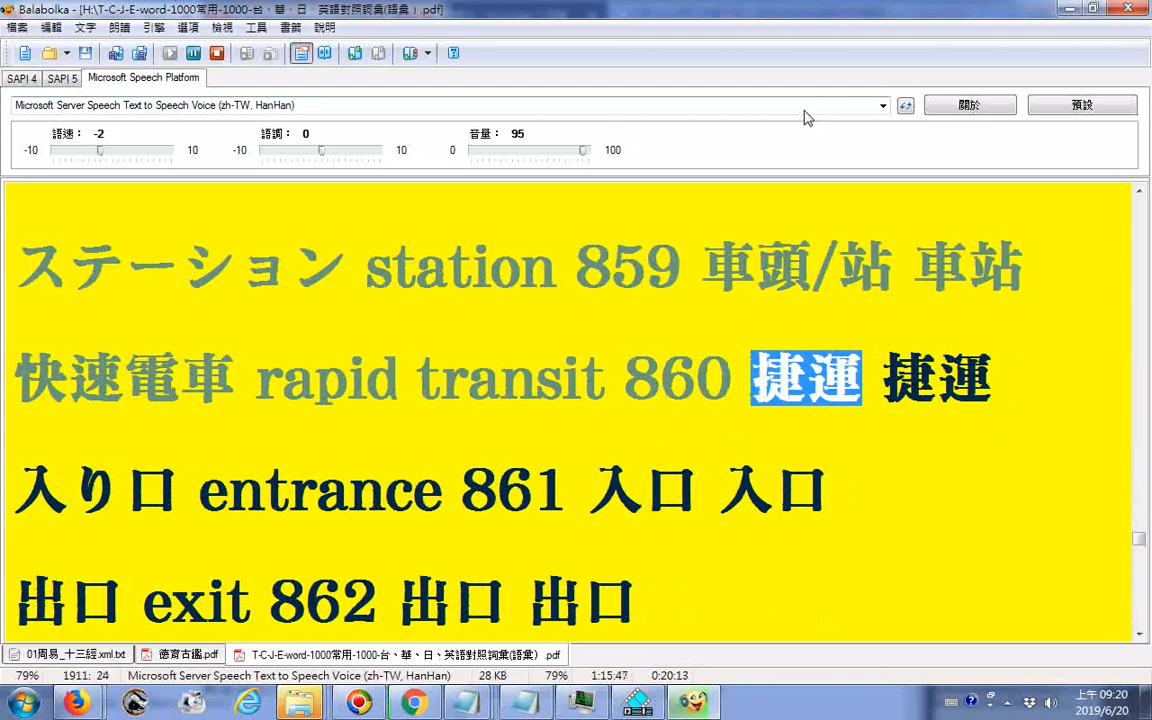 Balabolka - [H:\T-C-J-E-word-1000常用-1000-台、華、日、英語對照詞彙(語彙﹞.pdf]
檔案 編輯 文字 朗讀 引擎 選項 檢視 工具 書籤 說明
SAPI 4 SAPI 5 Microsoft Speech Platform
Microsoft Server Speech Text to Speech Voice (zh-TW, HanHan) 關於 預設
語速： -2 語調： 0 音量： 95
-10 10 -10 10 0 100
ステーション station 859 車頭/站 車站
快速電車 rapid transit 860 捷運 捷運
入り口 entrance 861 入口 入口
出口 exit 862 出口 出口
01周易_十三經.xml.txt 德育古鑑.pdf T-C-J-E-word-1000常用-1000-台、華、日、英語對照詞彙(語彙﹞.pdf
79% 1911: 24 Microsoft Server Speech Text to Speech Voice (zh-TW, HanHan) 28 KB 79% 1:15:47 0:20:13
上午 09:20
2019/6/20